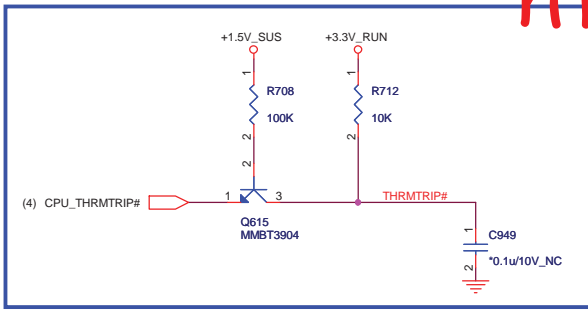 +1.5V_SUS
+3.3V_RUN
1
1
R708
R712
100K
10K
2
2
2
(4) CPU_THRMTRIP#
1
3
THRMTRIP#
Q615
MMBT3904
1
C949
*0.1u/10V_NC
2